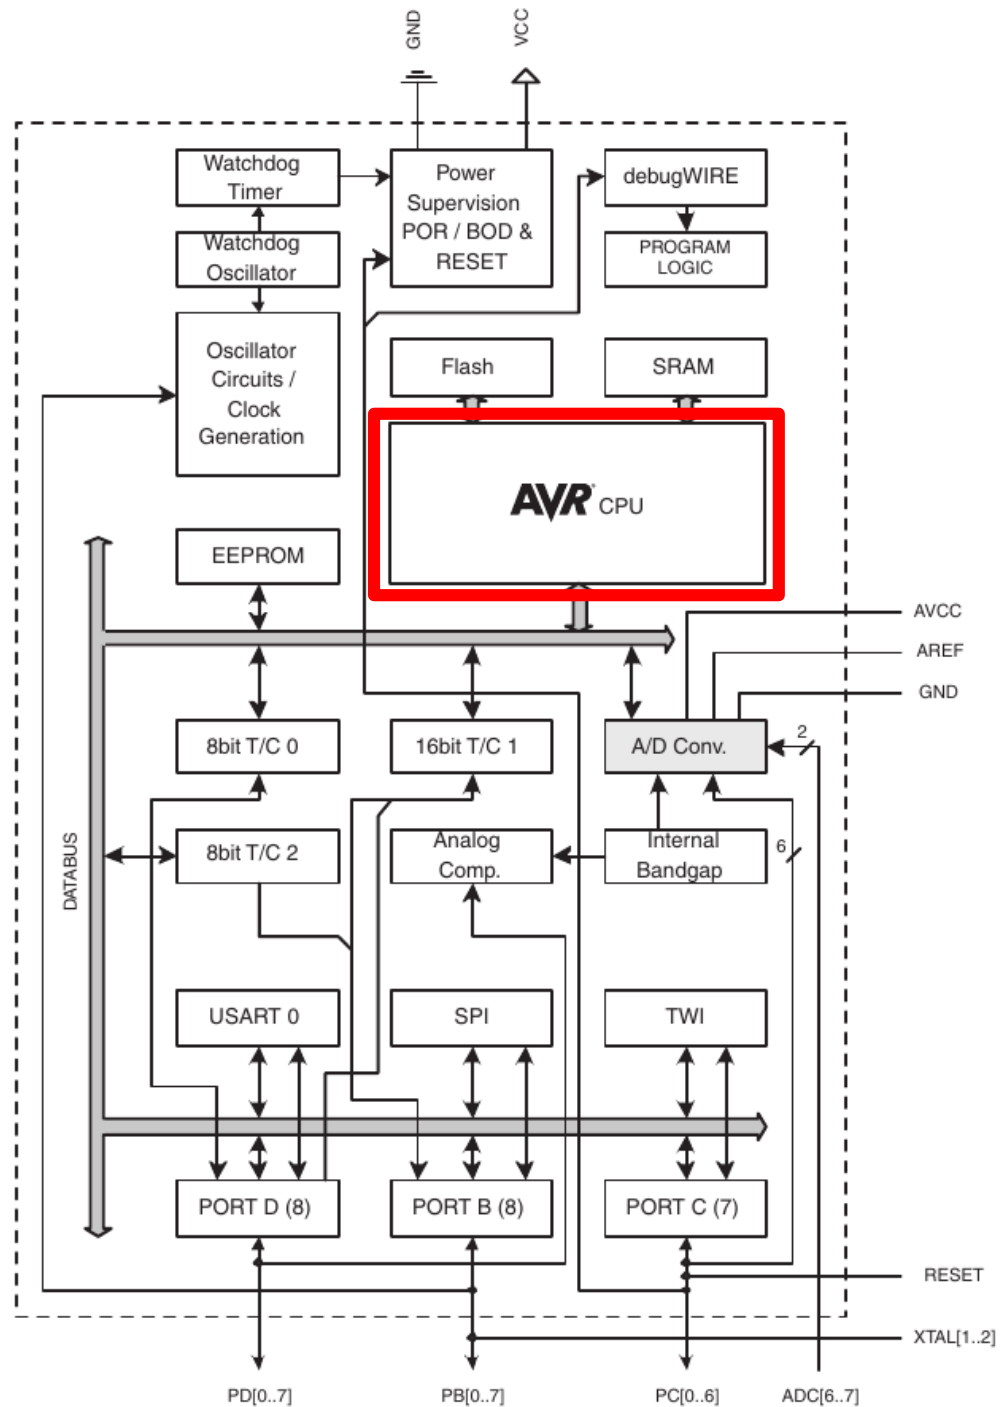 GND
VCC
Watchdog
Timer
Power
Supervision
POR / BOD &
RESET
debugWIRE
Watchdog
Oscillator
PROGRAM
LOGIC
Oscillator
Circuits /
Clock
Generation
Flash
SRAM
AVR® CPU
EEPROM
AVCC
AREF
GND
8bit T/C 0
16bit T/C 1
A/D Conv.
2
DATABUS
8bit T/C 2
Analog
Comp.
Internal
Bandgap
6
USART 0
SPI
TWI
PORT D (8)
PORT B (8)
PORT C (7)
RESET
XTAL[1..2]
PD[0..7]
PB[0..7]
PC[0..6]
ADC[6..7]